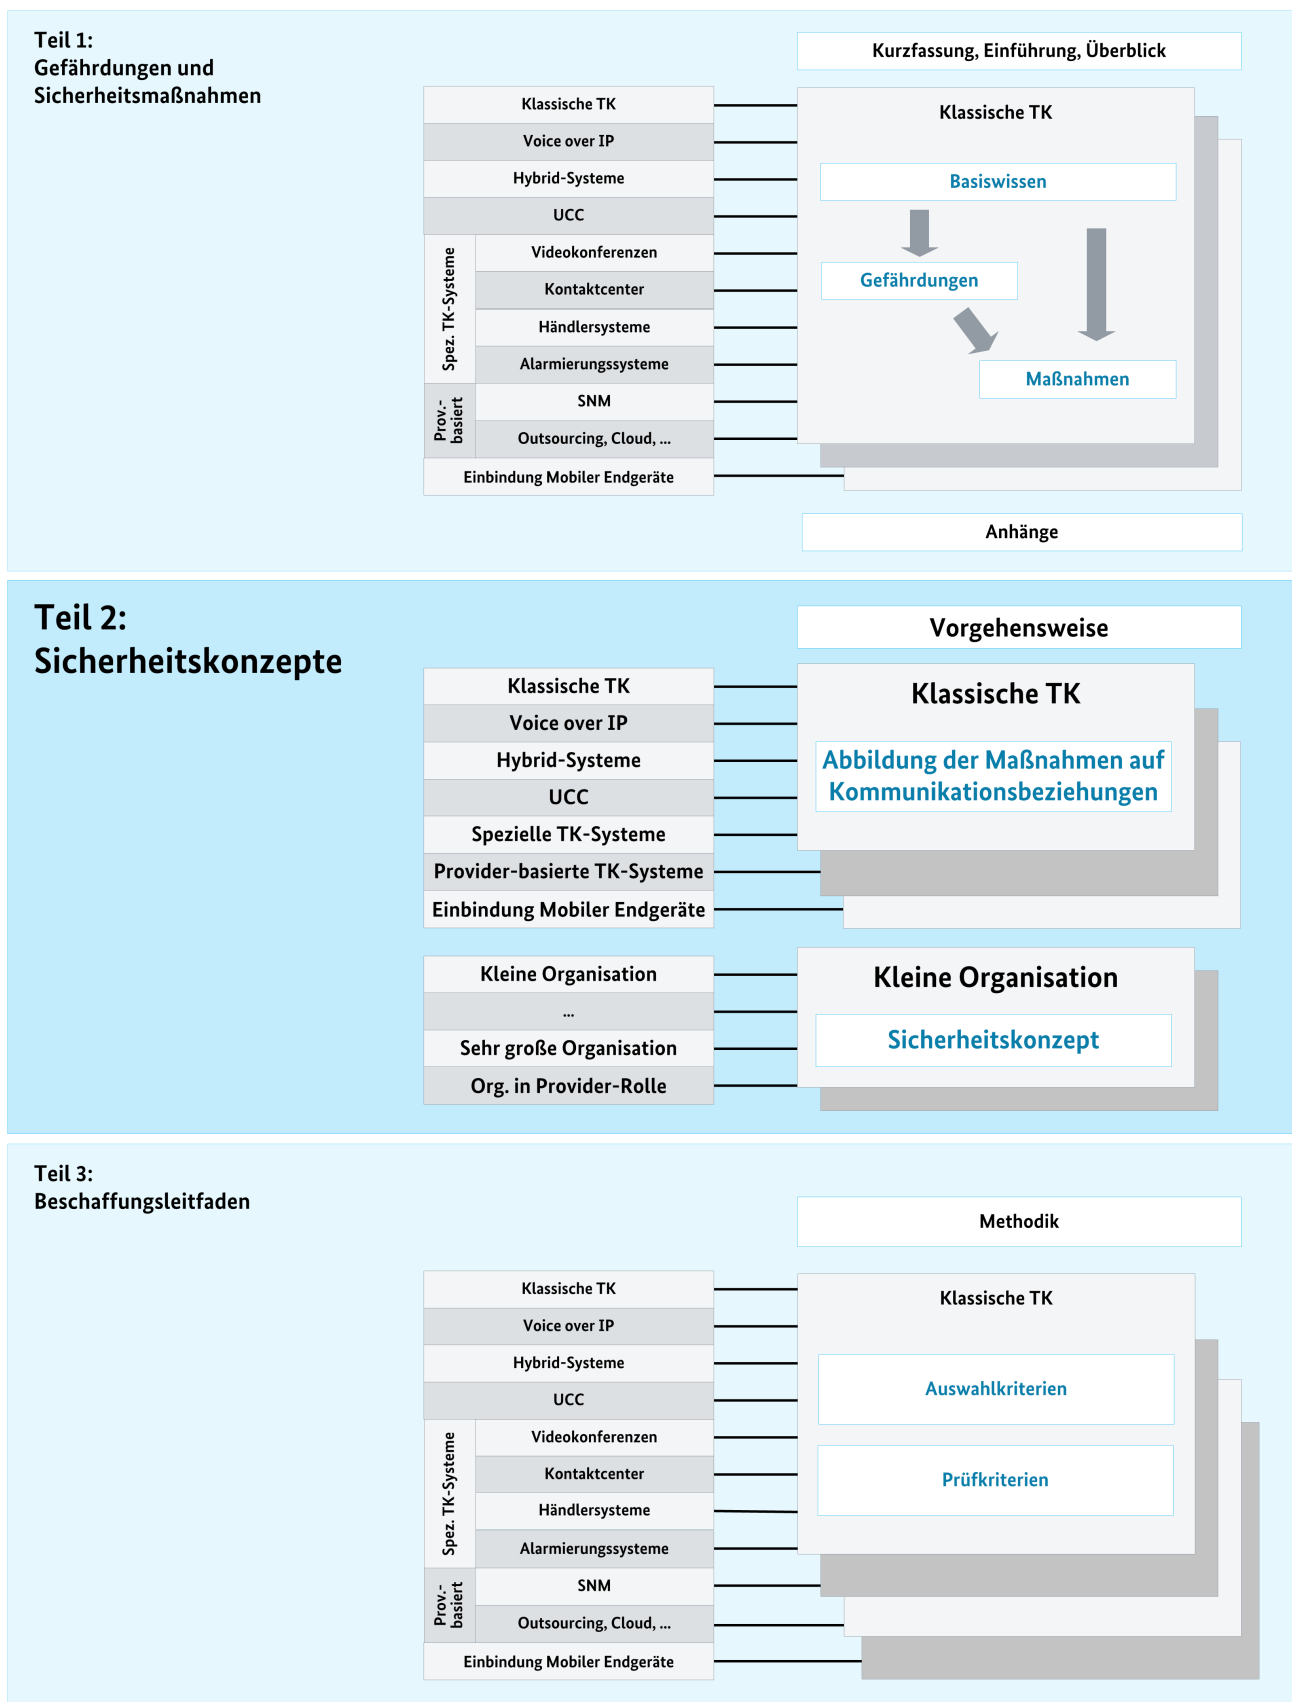 Teil 1:
Gefährdungen und
Sicherheitsmaßnahmen
Kurzfassung, Einführung, Überblick
Klassische TK
Voice over IP
Hybrid-Systeme
UCC
Spez. TK-Systeme
Videokonferenzen
Kontaktcenter
Händlersysteme
Alarmierungssysteme
Prov.-
basiert
SNM
Outsourcing, Cloud, ...
Einbindung Mobiler Endgeräte
Klassische TK
Basiswissen
Gefährdungen
Maßnahmen
Anhänge
Teil 2:
Sicherheitskonzepte
Vorgehensweise
Klassische TK
Voice over IP
Hybrid-Systeme
UCC
Spezielle TK-Systeme
Provider-basierte TK-Systeme
Einbindung Mobiler Endgeräte
Klassische TK
Abbildung der Maßnahmen auf
Kommunikationsbeziehungen
Kleine Organisation
...
Sehr große Organisation
Org. in Provider-Rolle
Kleine Organisation
Sicherheitskonzept
Teil 3:
Beschaffungsleitfaden
Methodik
Klassische TK
Voice over IP
Hybrid-Systeme
UCC
Spez. TK-Systeme
Videokonferenzen
Kontaktcenter
Händlersysteme
Alarmierungssysteme
Prov.-
basiert
SNM
Outsourcing, Cloud, ...
Einbindung Mobiler Endgeräte
Klassische TK
Auswahlkriterien
Prüfkriterien